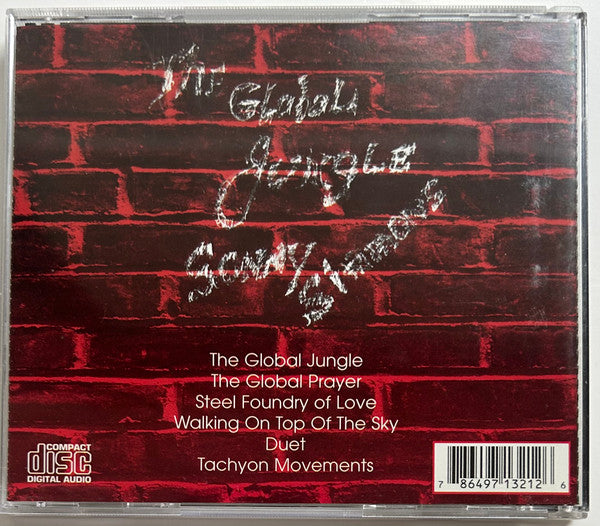 The
Global
Jungle
Sonny
Simmons
The Global Jungle
The Global Prayer
Steel Foundry of Love
Walking On Top Of The Sky
Duet
Tachyon Movements
COMPACT
disc
DIGITAL AUDIO
7 86497 13212 6